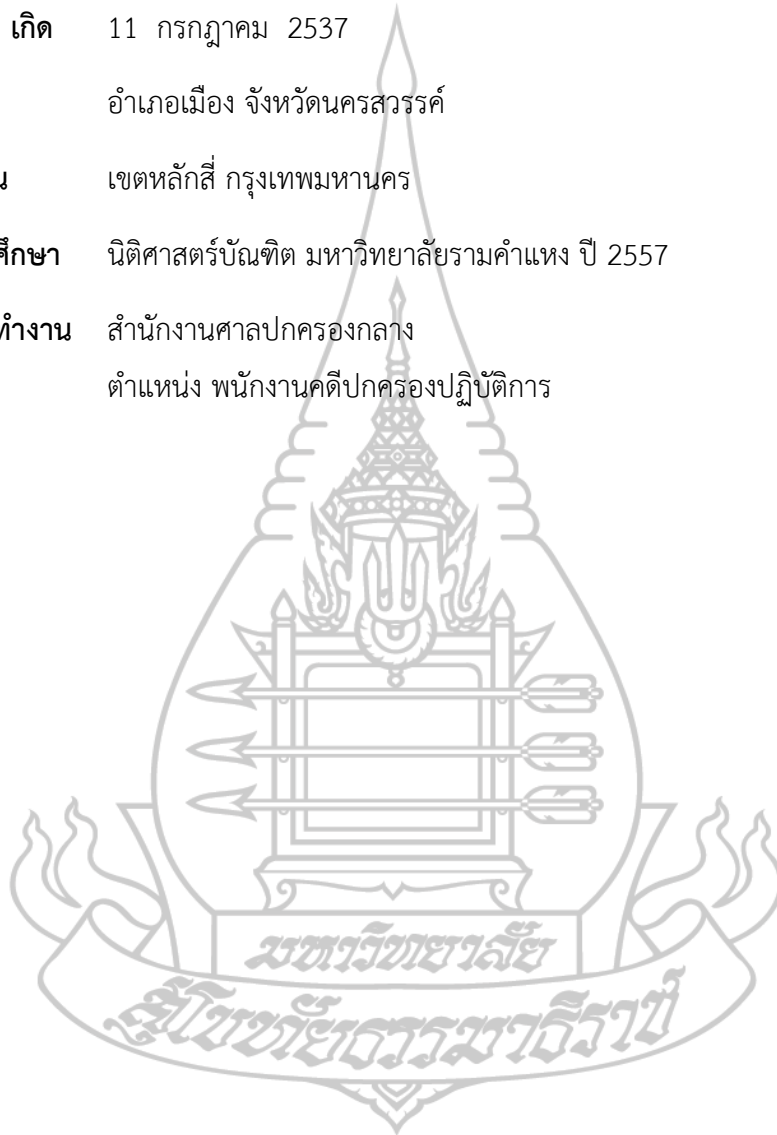 เกิด 11 กรกฎาคม 2537
อำเภอเมือง จังหวัดนครสวรรค์
น เขตหลักสี่ กรุงเทพมหานคร
ศึกษา นิติศาสตร์บัณฑิต มหาวิทยาลัยรามคำแหง ปี 2557
ทำงาน สำนักงานศาลปกครองกลาง
ตำแหน่ง พนักงานคดีปกครองปฏิบัติการ
มหาวิทยาลัย
สุโขทัยธรรมาธิราช